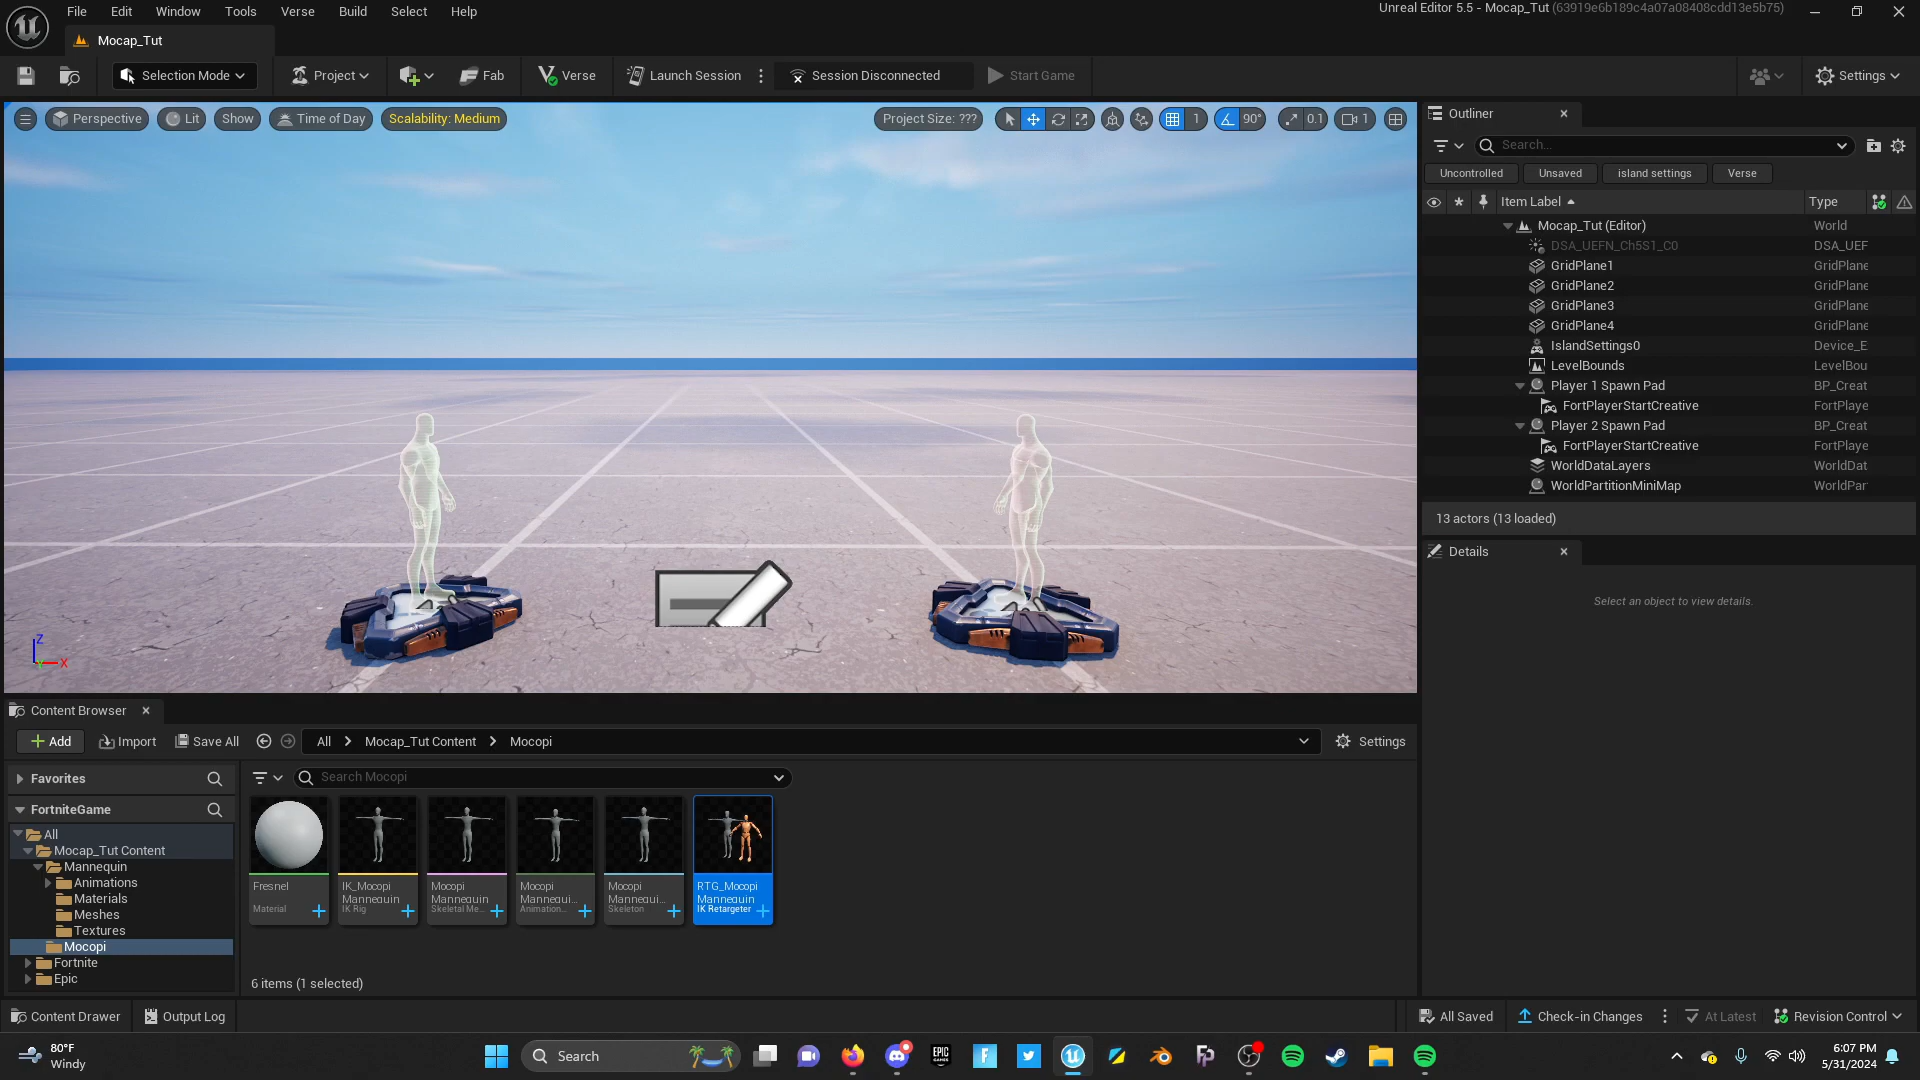 File Edit Window Tools Verse Build Select Help
Unreal Editor 5.5 - Mocap_Tut (63919e6b189c4a07a08408cdd13e5b75)
Mocap_Tut
Selection Mode Project Fab Verse Launch Session Session Disconnected Start Game Settings
Perspective Lit Show Time of Day Scalability: Medium Project Size: ??? 1 90° 0.1 1
Outliner
Search...
Uncontrolled Unsaved island settings Verse
Item Label Type
Mocap_Tut (Editor) World
DSA_UEFN_Ch5S1_C0 DSA_UEF
GridPlane1 GridPlane
GridPlane2 GridPlane
GridPlane3 GridPlane
GridPlane4 GridPlane
IslandSettings0 Device_E
LevelBounds LevelBou
Player 1 Spawn Pad BP_Creat
FortPlayerStartCreative FortPlaye
Player 2 Spawn Pad BP_Creat
FortPlayerStartCreative FortPlaye
WorldDataLayers WorldDat
WorldPartitionMiniMap WorldPar
13 actors (13 loaded)
Details
Select an object to view details.
Z
X
Content Browser
Add Import Save All All Mocap_Tut Content Mocopi Settings
Favorites
Search Mocopi
FortniteGame
All
Mocap_Tut Content
Mannequin
Animations
Materials
Meshes
Textures
Mocopi
Fortnite
Epic
Fresnel
Material
IK_Mocopi
Mannequin
IK Rig
Mocopi
Mannequin
Skeletal Me...
Mocopi
Mannequi...
Animation...
Mocopi
Mannequi...
Skeleton
RTG_Mocopi
Mannequin
IK Retargeter
6 items (1 selected)
Content Drawer Output Log All Saved Check-in Changes At Latest Revision Control
80°F
Windy
Search
EPIC
GAMES
6:07 PM
5/31/2024